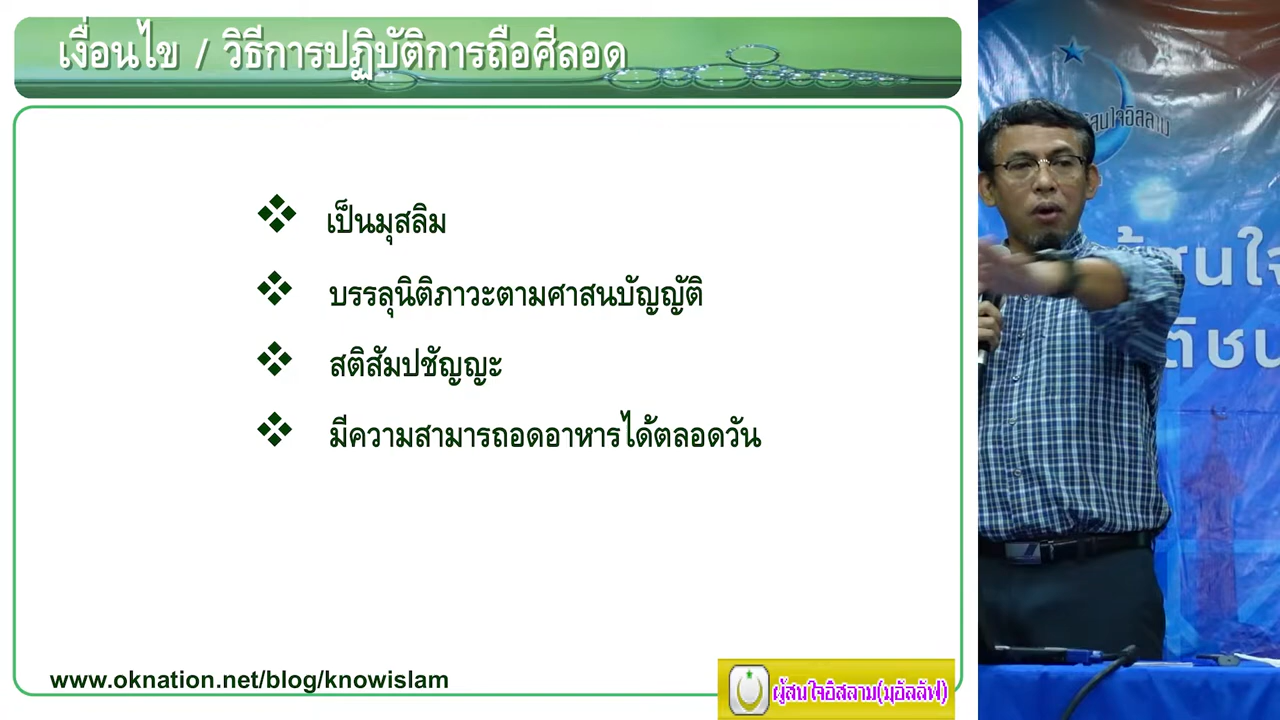 เงื่อนไข / วิธีการปฏิบัติการถือศีลอด
เป็นมุสลิม
บรรลุนิติภาวะตามศาสนบัญญัติ
สติสัมปชัญญะ
มีความสามารถอดอาหารได้ตลอดวัน
www.oknation.net/blog/knowislam
ผู้สนใจอิสลาม(มุอัลลัฟ)